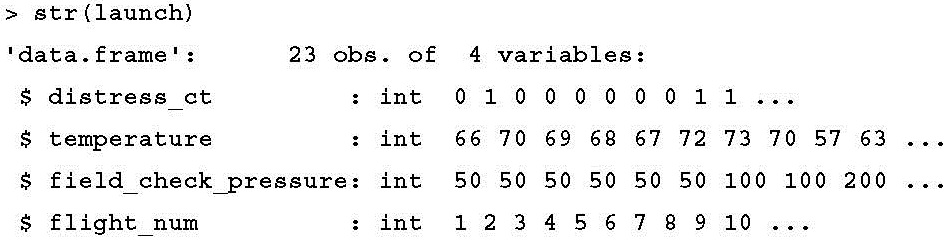 > str(launch)
'data.frame':      23 obs. of  4 variables:
 $ distress_ct         : int  0 1 0 0 0 0 0 0 1 1 ...
 $ temperature         : int  66 70 69 68 67 72 73 70 57 63 ...
 $ field_check_pressure: int  50 50 50 50 50 50 100 100 200 ...
 $ flight_num          : int  1 2 3 4 5 6 7 8 9 10 ...